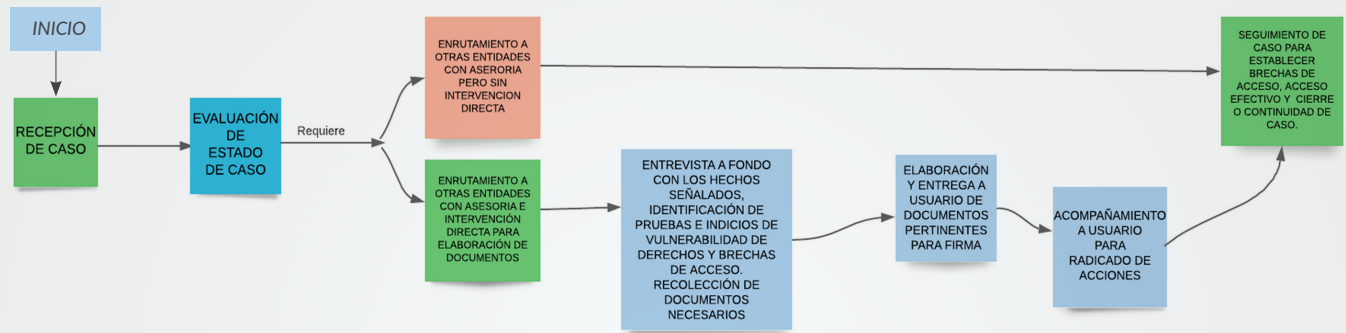 INICIO
RECEPCIÓN
DE CASO
EVALUACIÓN
DE
ESTADO
DE CASO
Requiere
ENRUTAMIENTO A
OTRAS ENTIDADES
CON ASERORIA
PERO SIN
INTERVENCION
DIRECTA
ENRUTAMIENTO A
OTRAS ENTIDADES
CON ASESORIA E
INTERVENCIÓN
DIRECTA PARA
ELABORACIÓN DE
DOCUMENTOS
ENTREVISTA A FONDO
CON LOS HECHOS
SEÑALADOS,
IDENTIFICACIÓN DE
PRUEBAS E INDICIOS DE
VULNERABILIDAD DE
DERECHOS Y BRECHAS
DE ACCESO.
RECOLECCIÓN DE
DOCUMENTOS
NECESARIOS
ELABORACIÓN
Y ENTREGA A
USUARIO DE
DOCUMENTOS
PERTINENTES
PARA FIRMA
ACOMPAÑAMIENTO
A USUARIO
PARA
RADICADO DE
ACCIONES
SEGUIMIENTO DE
CASO PARA
ESTABLECER
BRECHAS DE
ACCESO, ACCESO
EFECTIVO Y CIERRE
O CONTINUIDAD DE
CASO.